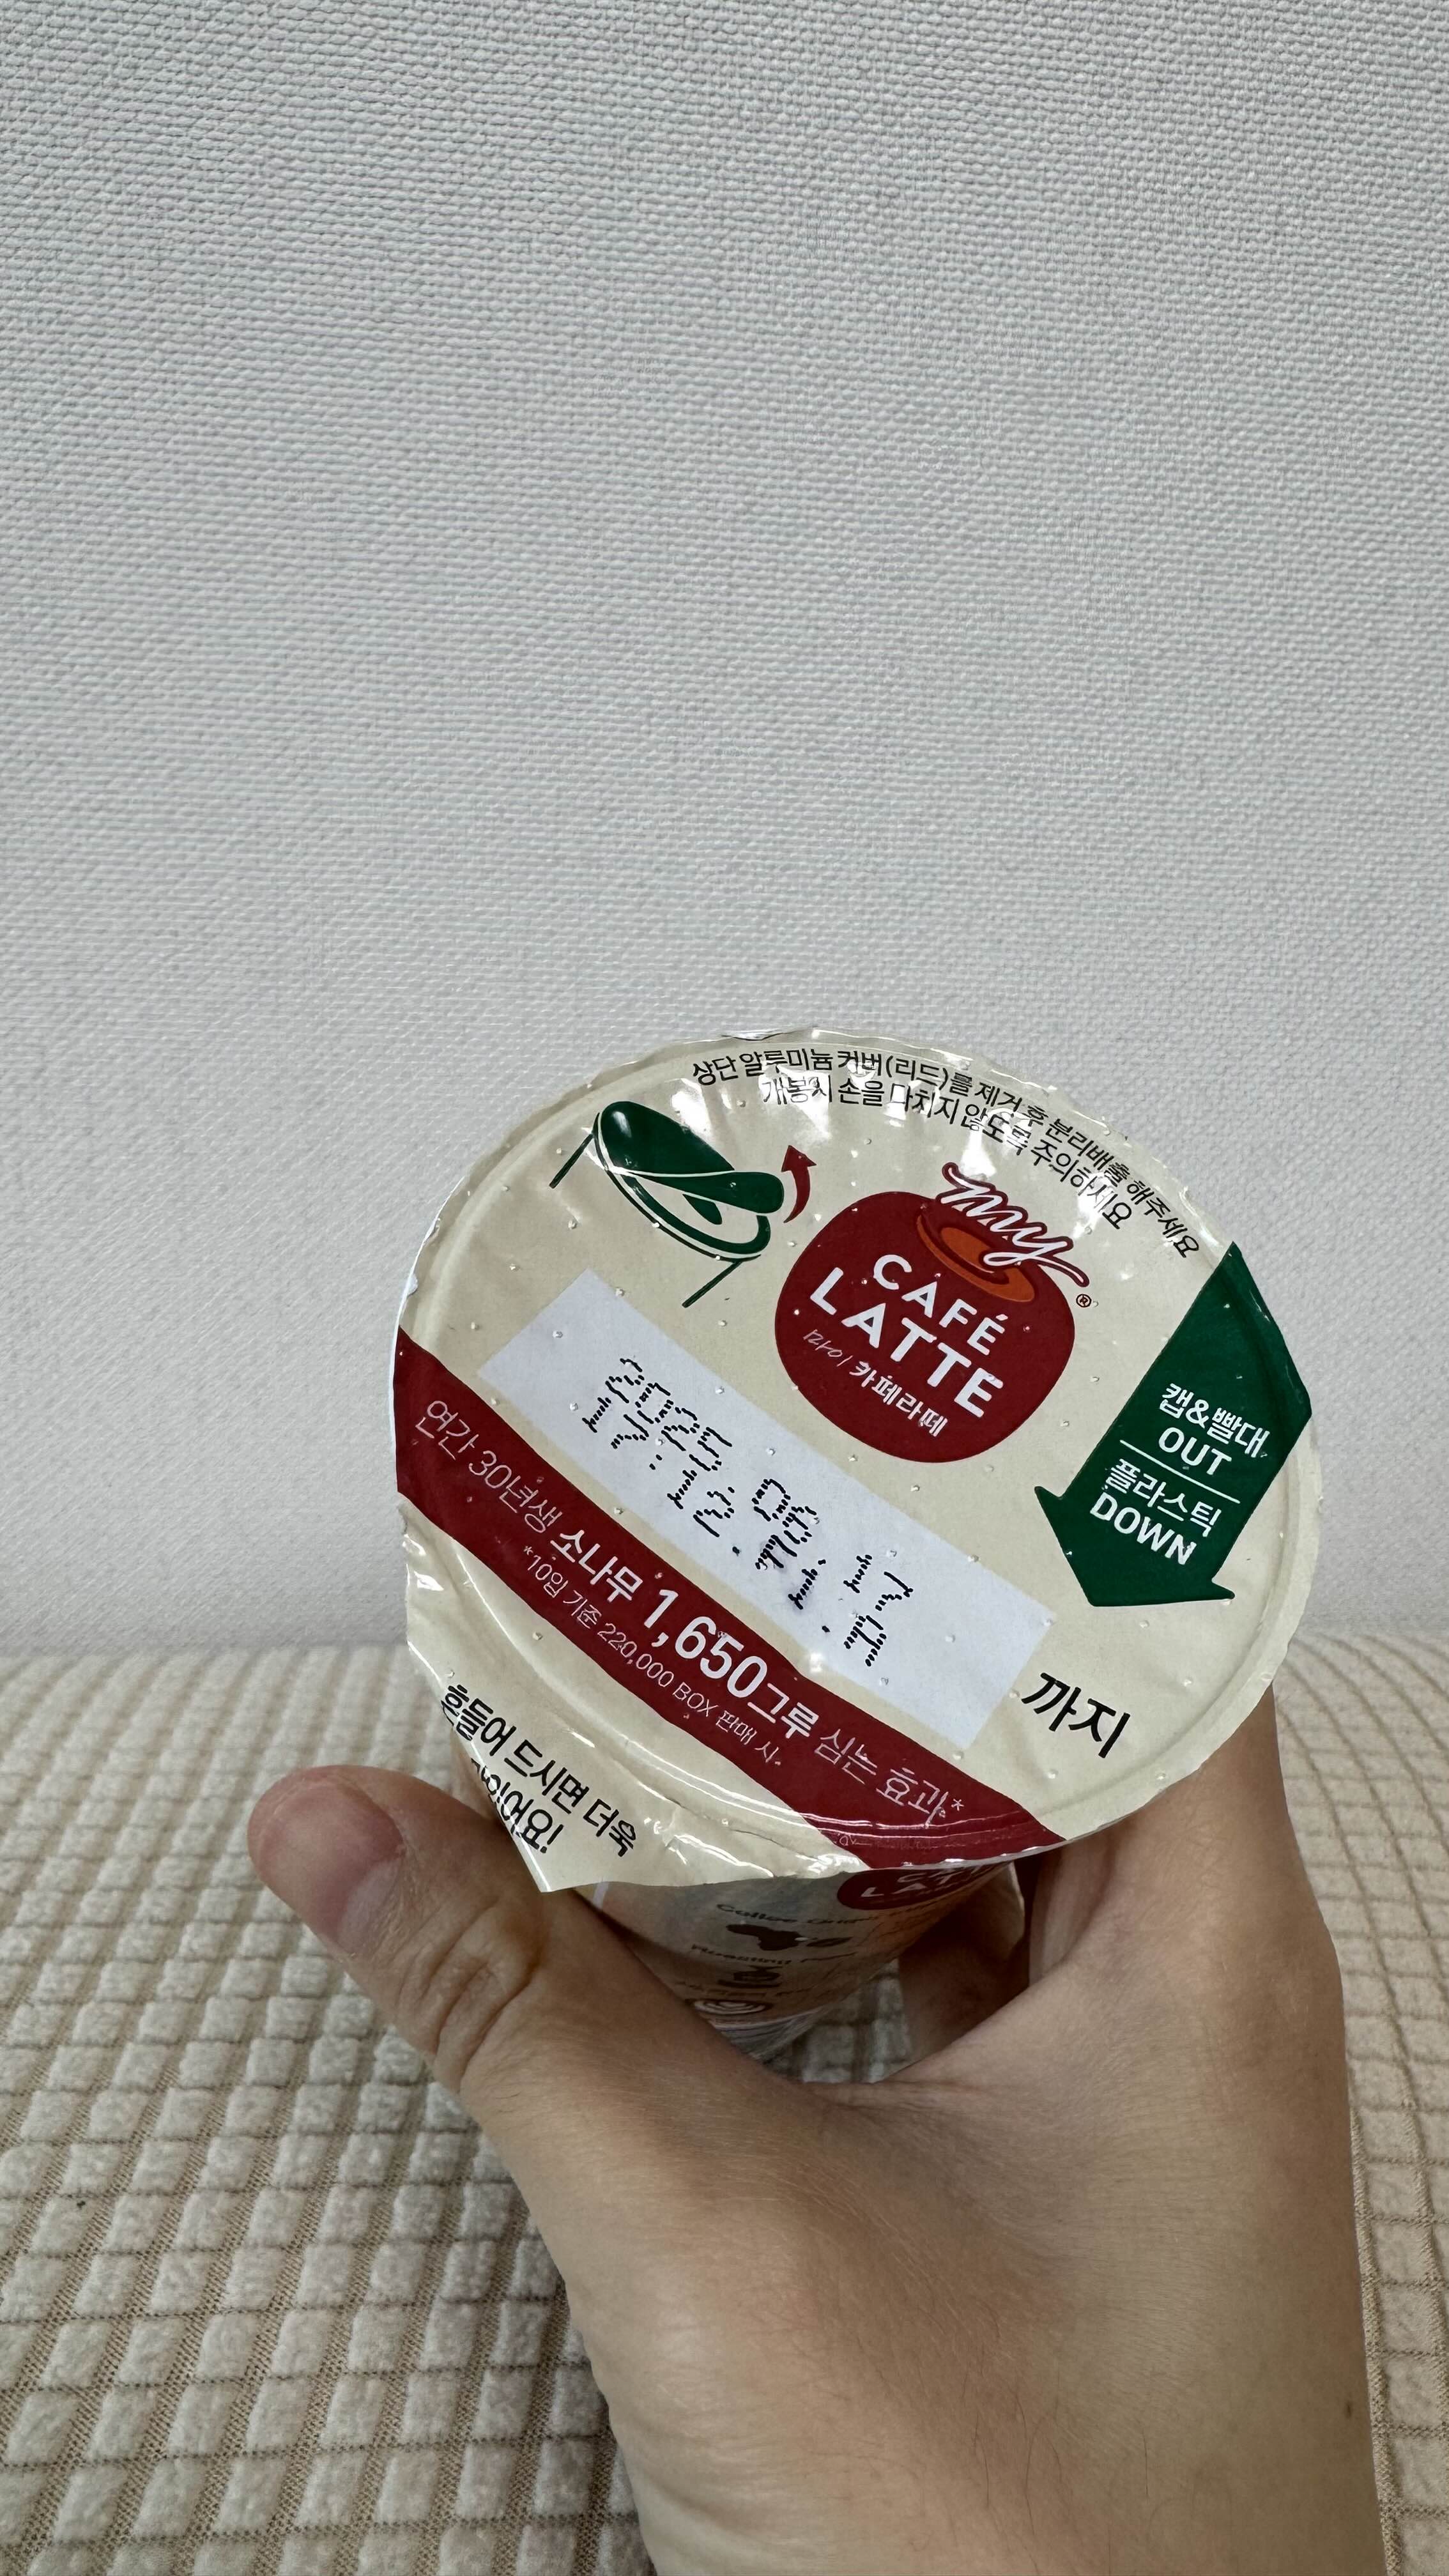 상단 알루미늄 커버(리드)를 제거 후 분리배출 해주세요
개봉시 손을 다치지 않도록 주의하세요
my
CAFÉ
LATTE
마이 카페라떼
®
캡&빨대
OUT
플라스틱
DOWN
까지
연간 30년생 소나무 1,650그루 심는 효과*
*10입 기준 220,000 BOX 판매 시.
흔들어 드시면 더욱